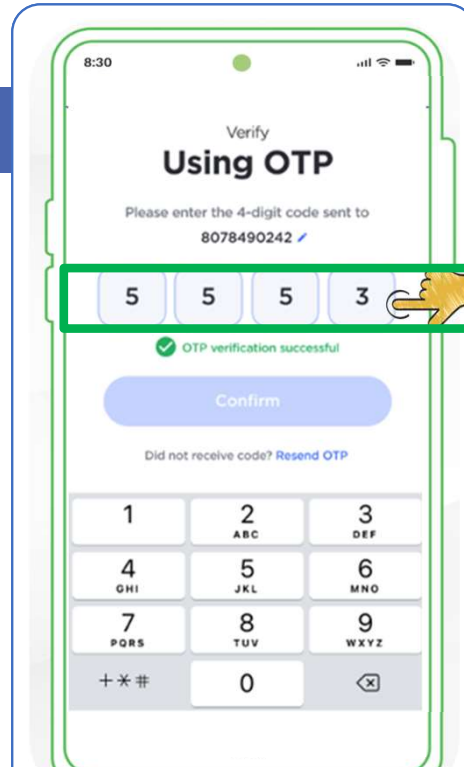 8:30
Verify
Using OTP
Please enter the 4-digit code sent to
8078490242
5 5 5 3
OTP verification successful
Confirm
Did not receive code? Resend OTP
1 2 3
ABC DEF
4 5 6
GHI JKL MNO
7 8 9
PQRS TUV WXYZ
+*# 0